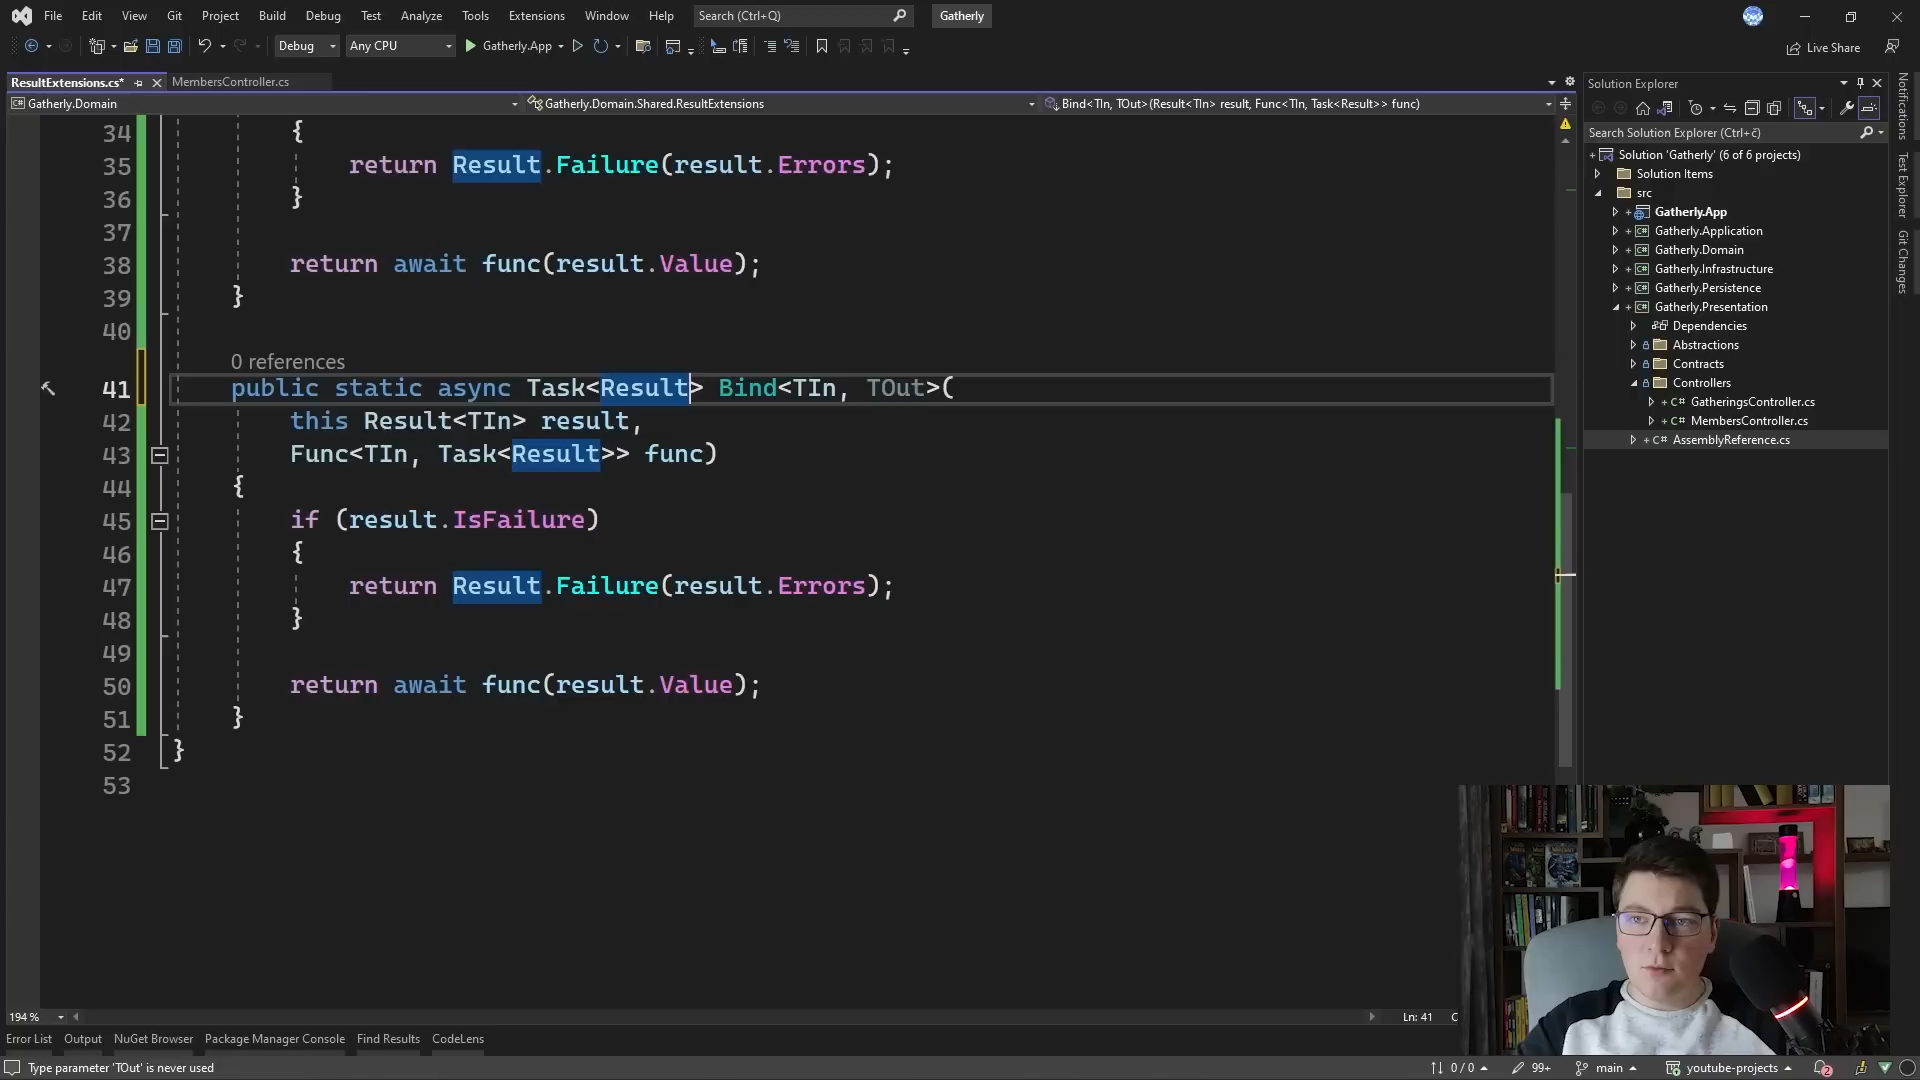 File Edit View Git Project Build Debug Test Analyze Tools Extensions Window Help Search (Ctrl+Q) Gatherly
Debug Any CPU Gatherly.App Live Share
ResultExtensions.cs* MembersController.cs
Gatherly.Domain Gatherly.Domain.Shared.ResultExtensions Bind<TIn, TOut>(Result<TIn> result, Func<TIn, Task<Result>> func)
34 {
35 return Result.Failure(result.Errors);
36 }
37
38 return await func(result.Value);
39 }
40
0 references
41 public static async Task<Result> Bind<TIn, TOut>(
42 this Result<TIn> result,
43 Func<TIn, Task<Result>> func)
44 {
45 if (result.IsFailure)
46 {
47 return Result.Failure(result.Errors);
48 }
49
50 return await func(result.Value);
51 }
52 }
53
194 % Ln: 41 C
Error List Output NuGet Browser Package Manager Console Find Results CodeLens
Type parameter 'TOut' is never used 0 / 0 99+ main youtube-projects 2
Solution Explorer
Search Solution Explorer (Ctrl+č)
Solution 'Gatherly' (6 of 6 projects)
Solution Items
src
Gatherly.App
Gatherly.Application
Gatherly.Domain
Gatherly.Infrastructure
Gatherly.Persistence
Gatherly.Presentation
Dependencies
Abstractions
Contracts
Controllers
C# GatheringsController.cs
C# MembersController.cs
C# AssemblyReference.cs
Notifications
Test Explorer
Git Changes